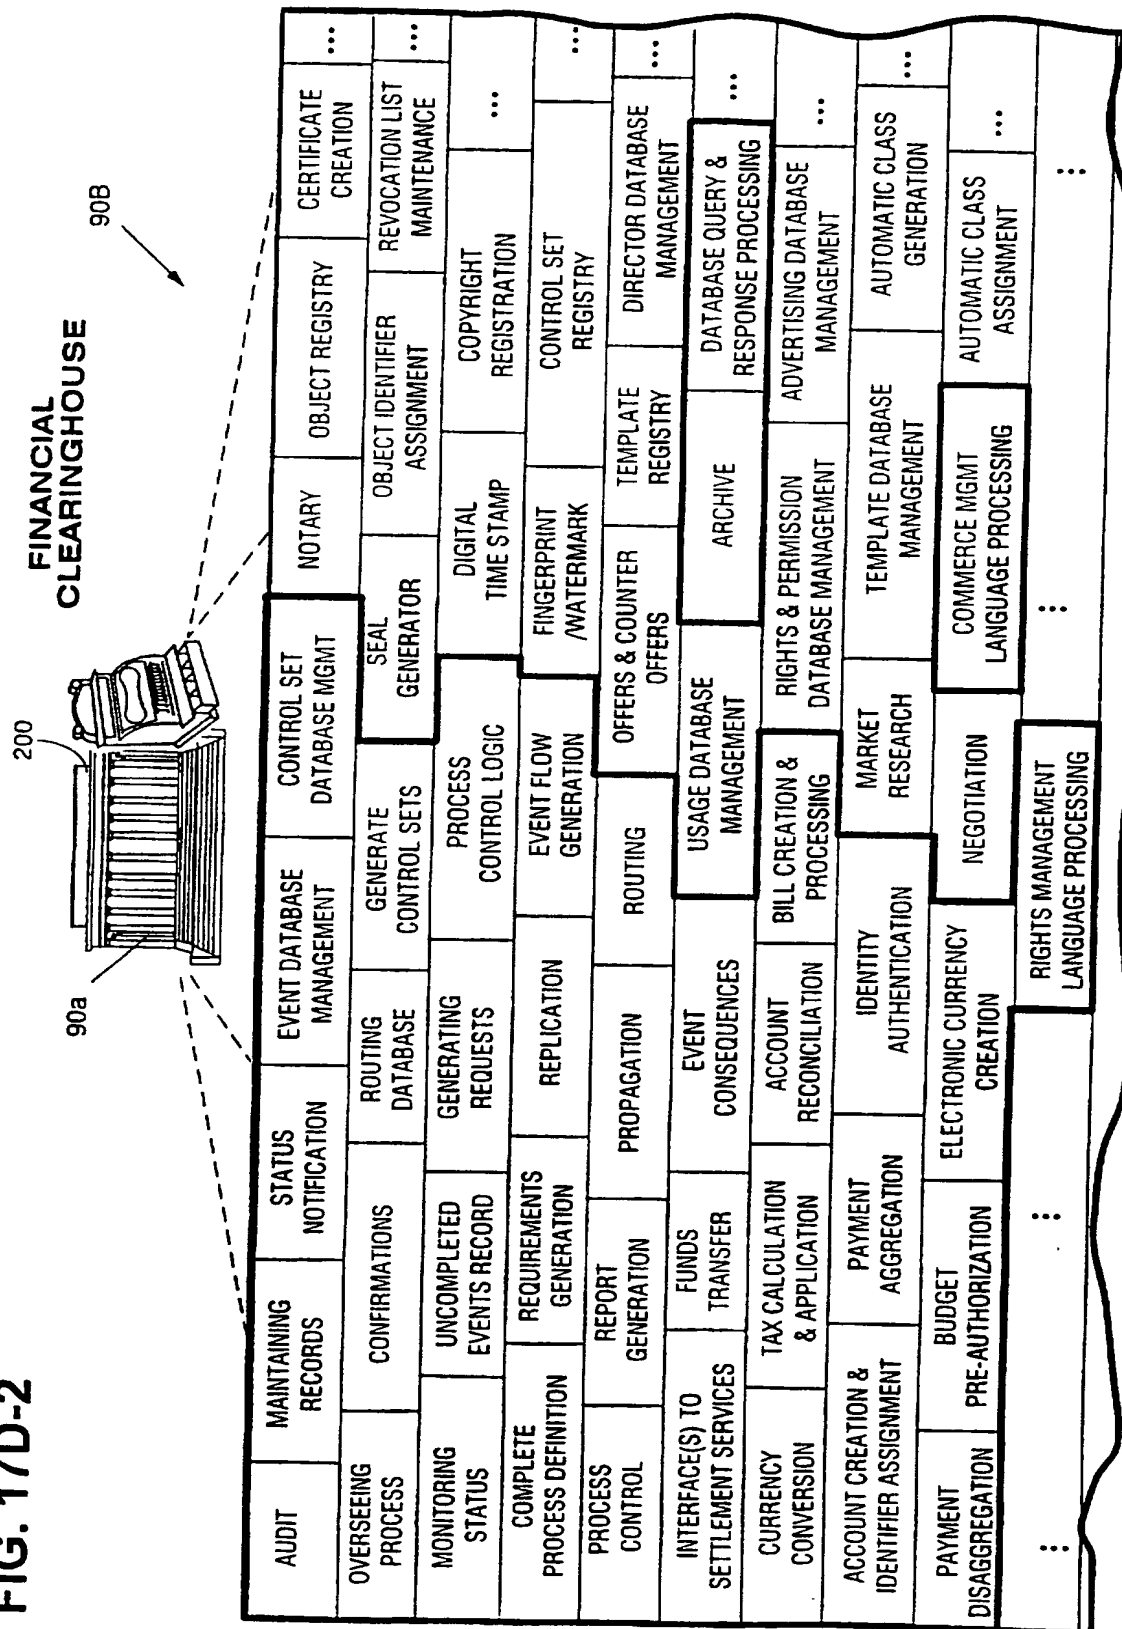 FIG. 17D-2
FINANCIAL
CLEARINGHOUSE
200
90a
90B
AUDIT
MAINTAINING
RECORDS
STATUS
NOTIFICATION
EVENT DATABASE
MANAGEMENT
CONTROL SET
DATABASE MGMT
NOTARY
OBJECT REGISTRY
CERTIFICATE
CREATION
...
OVERSEEING
PROCESS
CONFIRMATIONS
ROUTING
DATABASE
GENERATE
CONTROL SETS
SEAL
GENERATOR
OBJECT IDENTIFIER
ASSIGNMENT
REVOCATION LIST
MAINTENANCE
...
MONITORING
STATUS
UNCOMPLETED
EVENTS RECORD
GENERATING
REQUESTS
PROCESS
CONTROL LOGIC
DIGITAL
TIME STAMP
COPYRIGHT
REGISTRATION
...
COMPLETE
PROCESS DEFINITION
REQUIREMENTS
GENERATION
REPLICATION
EVENT FLOW
GENERATION
FINGERPRINT
/WATERMARK
CONTROL SET
REGISTRY
...
PROCESS
CONTROL
REPORT
GENERATION
PROPAGATION
ROUTING
OFFERS & COUNTER
OFFERS
TEMPLATE
REGISTRY
DIRECTOR DATABASE
MANAGEMENT
...
INTERFACE(S) TO
SETTLEMENT SERVICES
FUNDS
TRANSFER
EVENT
CONSEQUENCES
USAGE DATABASE
MANAGEMENT
ARCHIVE
DATABASE QUERY &
RESPONSE PROCESSING
...
CURRENCY
CONVERSION
TAX CALCULATION
& APPLICATION
ACCOUNT
RECONCILIATION
BILL CREATION &
PROCESSING
RIGHTS & PERMISSION
DATABASE MANAGEMENT
ADVERTISING DATABASE
MANAGEMENT
...
ACCOUNT CREATION &
IDENTIFIER ASSIGNMENT
PAYMENT
AGGREGATION
IDENTITY
AUTHENTICATION
MARKET
RESEARCH
TEMPLATE DATABASE
MANAGEMENT
AUTOMATIC CLASS
GENERATION
...
PAYMENT
DISAGGREGATION
BUDGET
PRE-AUTHORIZATION
ELECTRONIC CURRENCY
CREATION
NEGOTIATION
COMMERCE MGMT
LANGUAGE PROCESSING
AUTOMATIC CLASS
ASSIGNMENT
...
...
...
RIGHTS MANAGEMENT
LANGUAGE PROCESSING
...
...